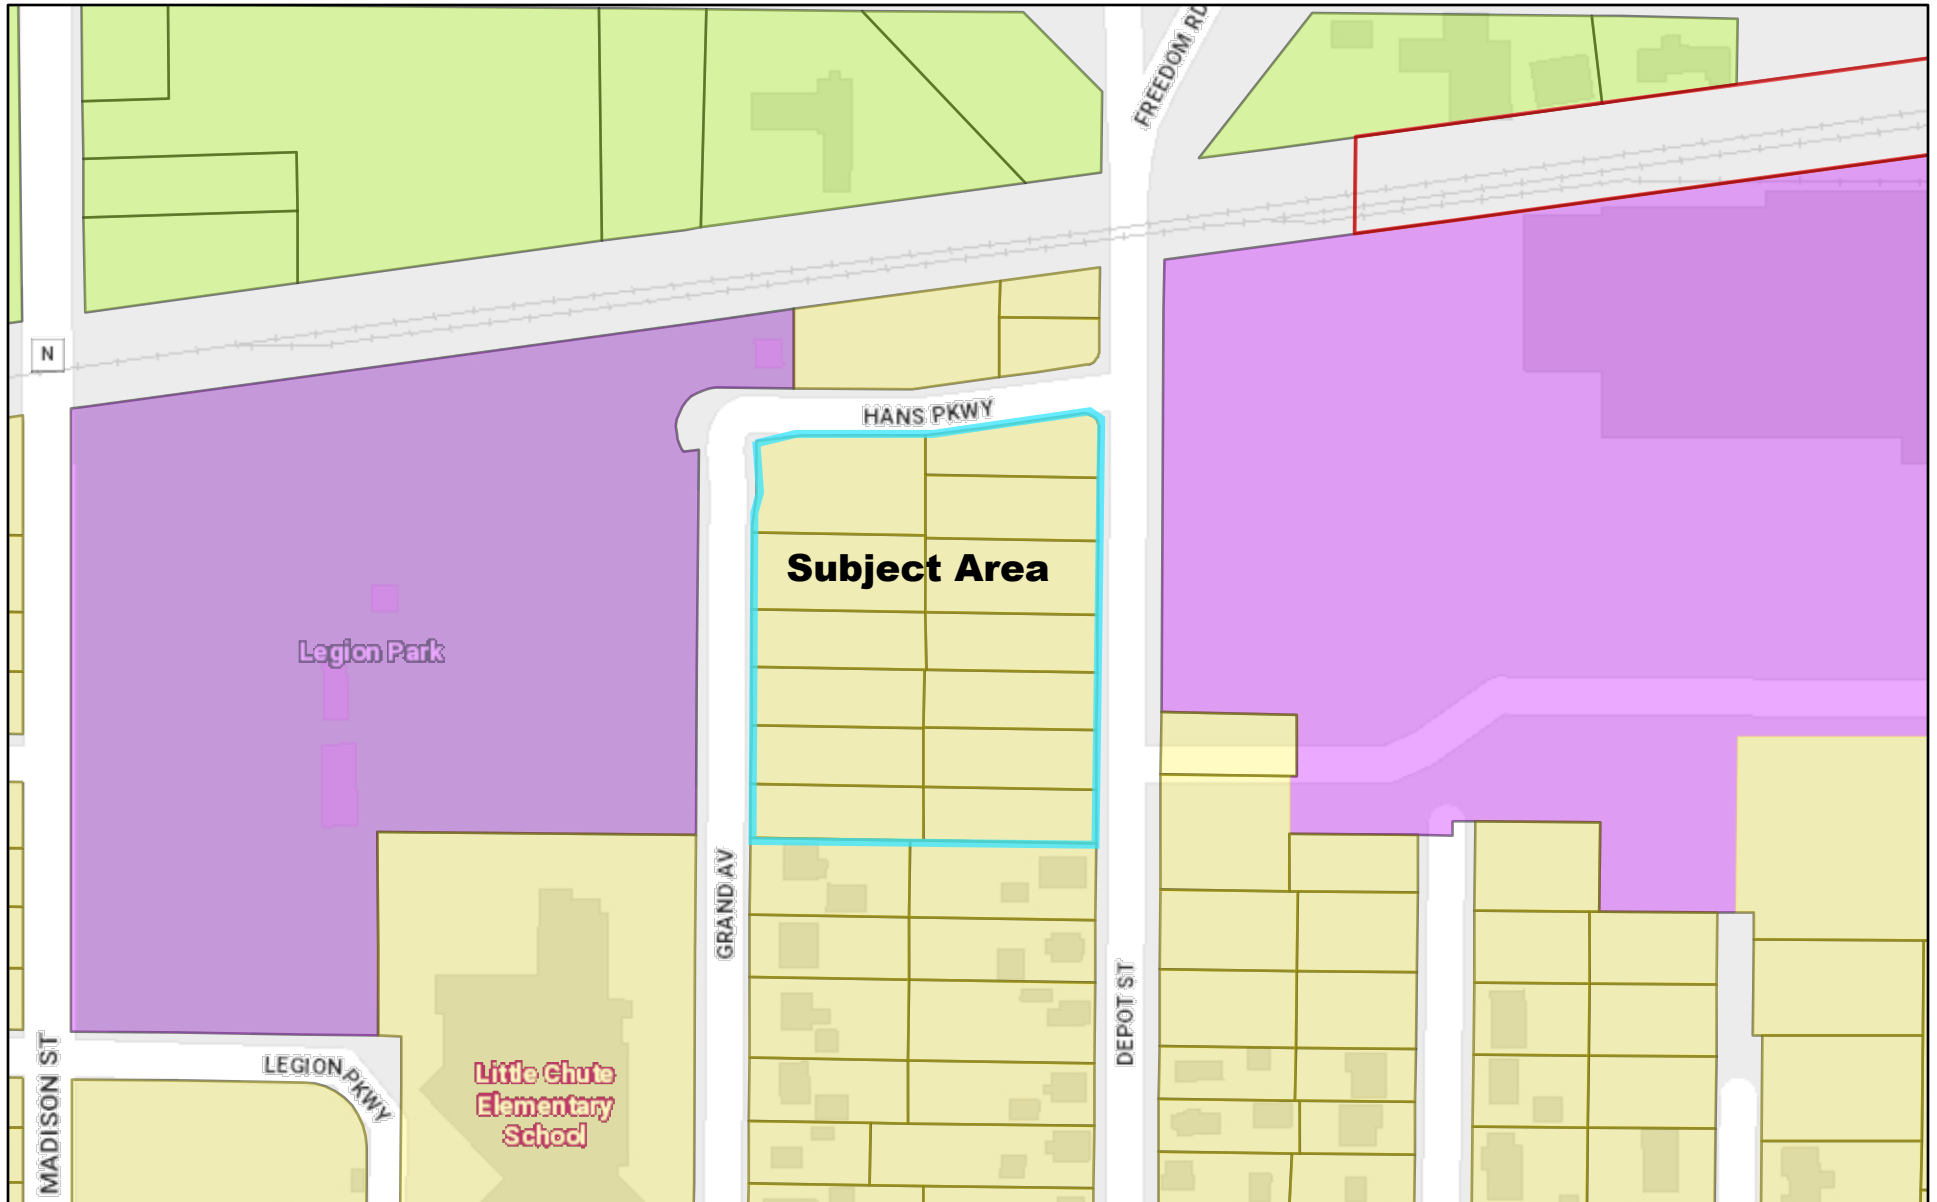 FREEDOM RD
N
HANS PKWY
Subject Area
Legion Park
GRAND AV
DEPOT ST
MADISON ST
LEGION PKWY
Little Chute
Elementary
School